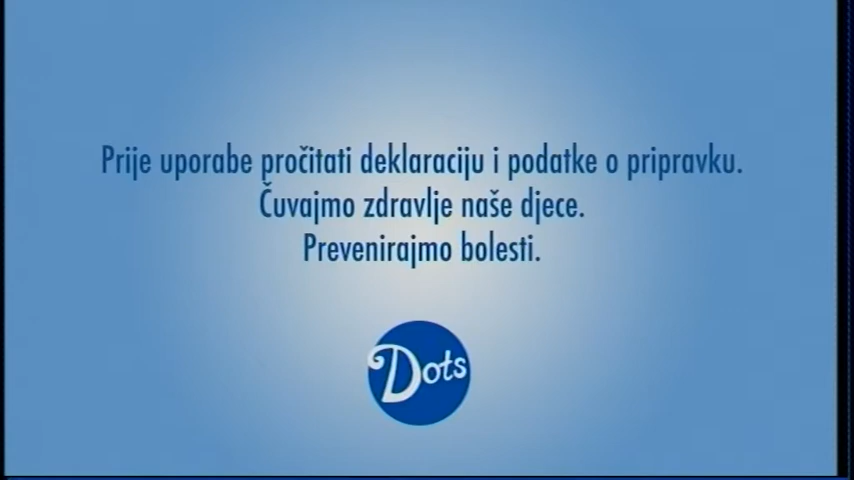 Prije uporabe pročitati deklaraciju i podatke o pripravku.
Čuvajmo zdravlje naše djece.
Prevenirajmo bolesti.
Dots